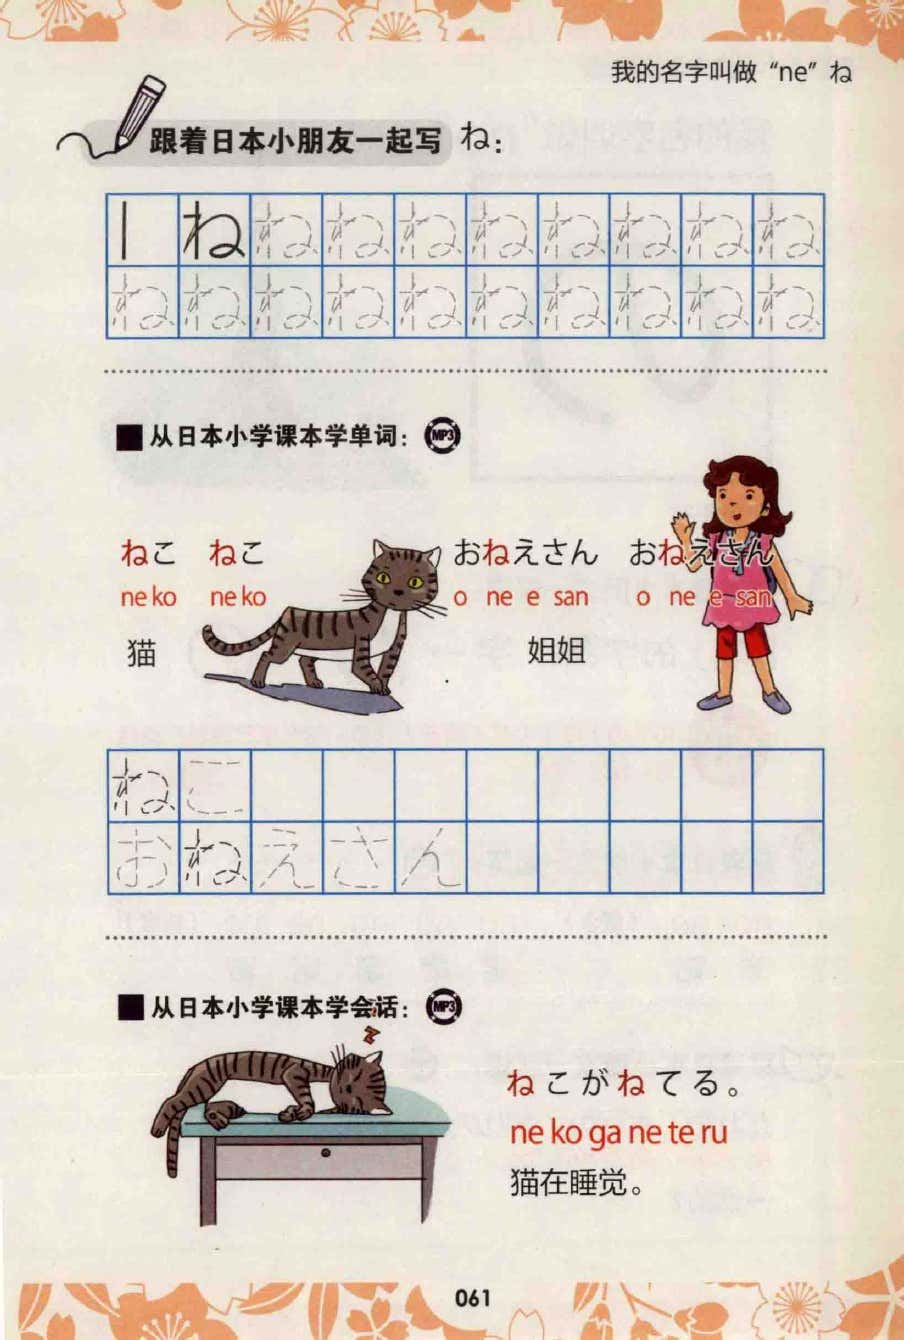 我的名字叫做“ne”ね
跟着日本小朋友一起写 ね:
丨 ね ね ね ね ね ね ね ね ね
ね ね ね ね ね ね ね ね ね ね
■从日本小学课本学单词: MP3
ねこ ねこ おねえさん おねえさん
ne ko ne ko o ne e san o ne e san
猫 姐姐
ねこ
おねえさん
■从日本小学课本学会话: MP3
z
ねこがねてる。
ne ko ga ne te ru
猫在睡觉。
061